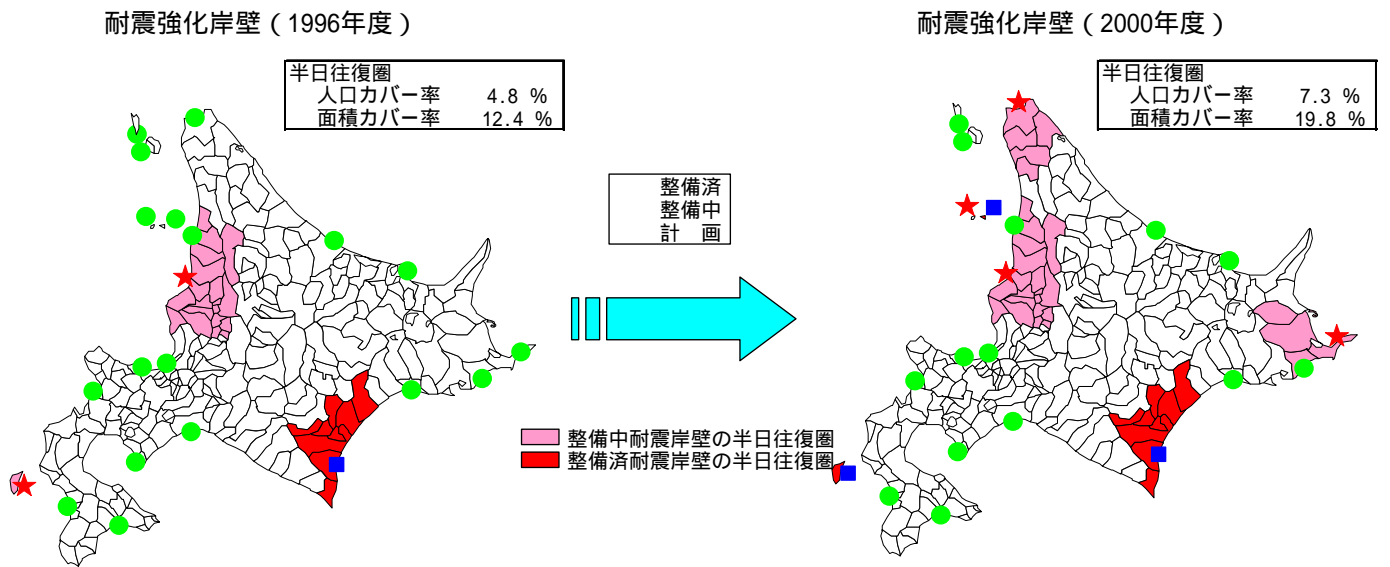 耐震強化岸壁（1996年度）
半日往復圏
人口カバー率 4.8 %
面積カバー率 12.4 %
整備済
整備中
計 画
整備中耐震岸壁の半日往復圏
整備済耐震岸壁の半日往復圏
耐震強化岸壁（2000年度）
半日往復圏
人口カバー率 7.3 %
面積カバー率 19.8 %